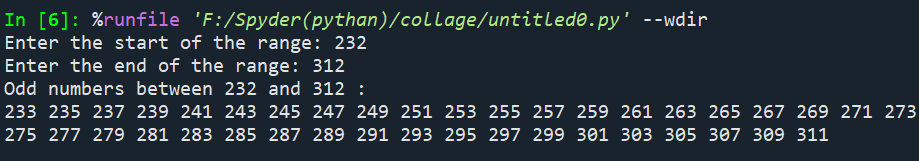 In [6]: %runfile 'F:/Spyder(pythan)/collage/untitled0.py' --wdir
Enter the start of the range: 232
Enter the end of the range: 312
Odd numbers between 232 and 312 :
233 235 237 239 241 243 245 247 249 251 253 255 257 259 261 263 265 267 269 271 273
275 277 279 281 283 285 287 289 291 293 295 297 299 301 303 305 307 309 311